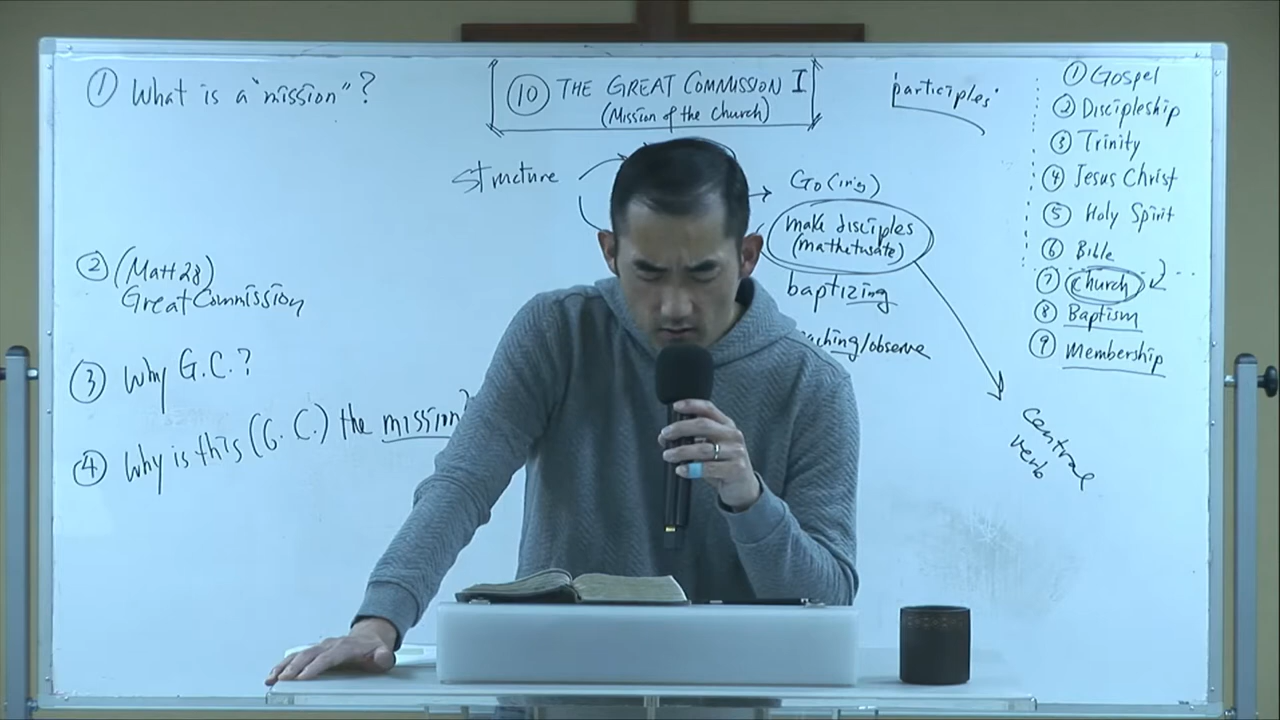 ① What is a "mission"?
② (Matt 28)
Great Commission
③ Why G.C.?
④ Why is this (G.C.) the mission?
⑩ THE GREAT COMMISSION I
(Mission of the Church)
structure
Go(ing)
make disciples
(mathetusate)
baptizing
aching/observe
central
verb
participles
① Gospel
② Discipleship
③ Trinity
④ Jesus Christ
⑤ Holy Spirit
⑥ Bible
⑦ Church
⑧ Baptism
⑨ Membership